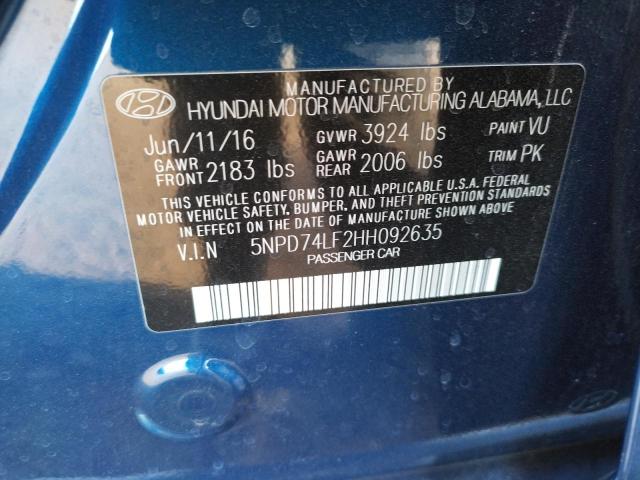 MANUFACTURED BY
HYUNDAI MOTOR MANUFACTURING ALABAMA, LLC
Jun/11/16 GVWR 3924 lbs PAINT VU
GAWR FRONT 2183 lbs GAWR REAR 2006 lbs TRIM PK
THIS VEHICLE CONFORMS TO ALL APPLICABLE U.S.A. FEDERAL
MOTOR VEHICLE SAFETY, BUMPER, AND THEFT PREVENTION STANDARDS
IN EFFECT ON THE DATE OF MANUFACTURE SHOWN ABOVE.
V.I.N 5NPD74LF2HH092635
PASSENGER CAR